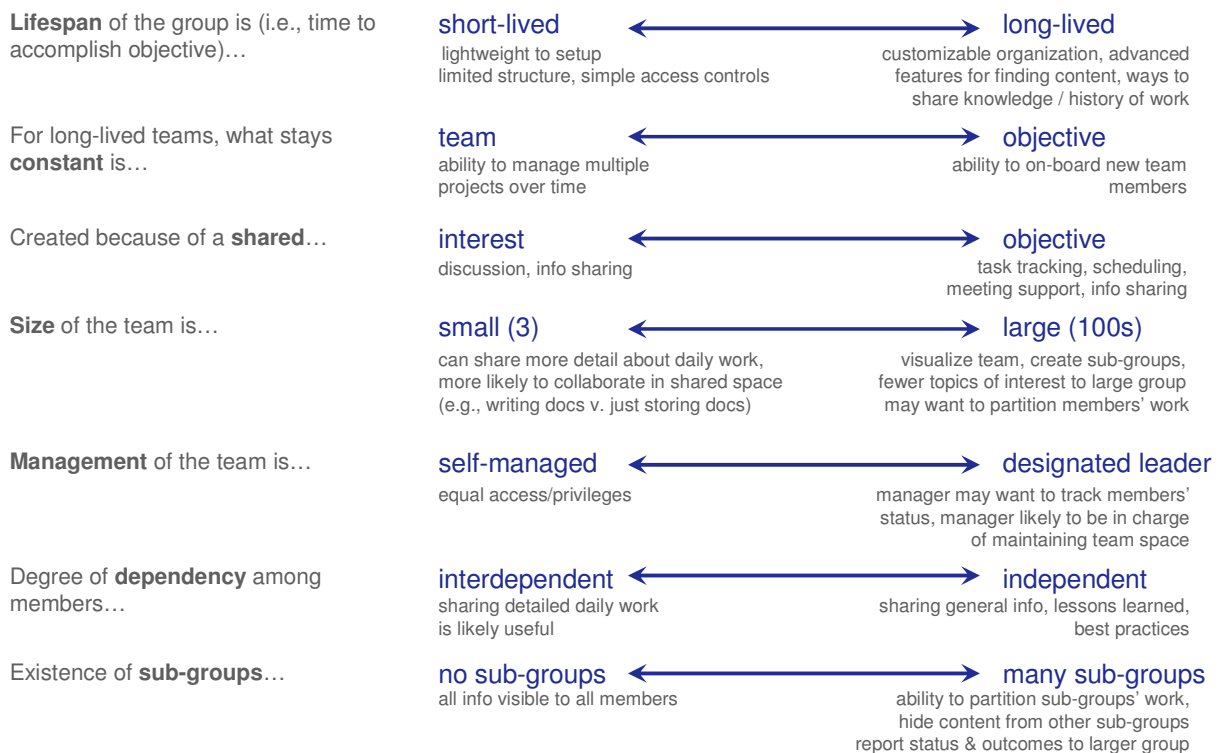 Lifespan of the group is (i.e., time to
accomplish objective)…
short-lived
long-lived
lightweight to setup
limited structure, simple access controls
customizable organization, advanced
features for finding content, ways to
share knowledge / history of work
For long-lived teams, what stays
constant is…
team
objective
ability to manage multiple
projects over time
ability to on-board new team
members
Created because of a shared…
interest
objective
discussion, info sharing
task tracking, scheduling,
meeting support, info sharing
Size of the team is…
small (3)
large (100s)
can share more detail about daily work,
more likely to collaborate in shared space
(e.g., writing docs v. just storing docs)
visualize team, create sub-groups,
fewer topics of interest to large group
may want to partition members’ work
Management of the team is…
self-managed
designated leader
equal access/privileges
manager may want to track members’
status, manager likely to be in charge
of maintaining team space
Degree of dependency among
members…
interdependent
independent
sharing detailed daily work
is likely useful
sharing general info, lessons learned,
best practices
Existence of sub-groups…
no sub-groups
many sub-groups
all info visible to all members
ability to partition sub-groups’ work,
hide content from other sub-groups
report status & outcomes to larger group